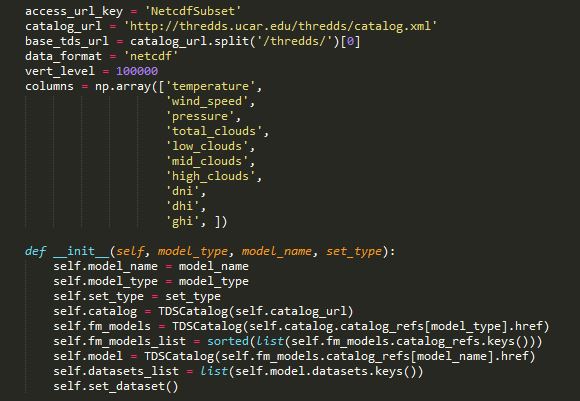 access_url_key = 'NetcdfSubset'
catalog_url = 'http://thredds.ucar.edu/thredds/catalog.xml'
base_tds_url = catalog_url.split('/thredds/')[0]
data_format = 'netcdf'
vert_level = 100000
columns = np.array(['temperature',
'wind_speed',
'pressure',
'total_clouds',
'low_clouds',
'mid_clouds',
'high_clouds',
'dni',
'dhi',
'ghi', ])
def __init__(self, model_type, model_name, set_type):
self.model_name = model_name
self.model_type = model_type
self.set_type = set_type
self.catalog = TDSCatalog(self.catalog_url)
self.fm_models = TDSCatalog(self.catalog.catalog_refs[model_type].href)
self.fm_models_list = sorted(list(self.fm_models.catalog_refs.keys()))
self.model = TDSCatalog(self.fm_models.catalog_refs[model_name].href)
self.datasets_list = list(self.model.datasets.keys())
self.set_dataset()